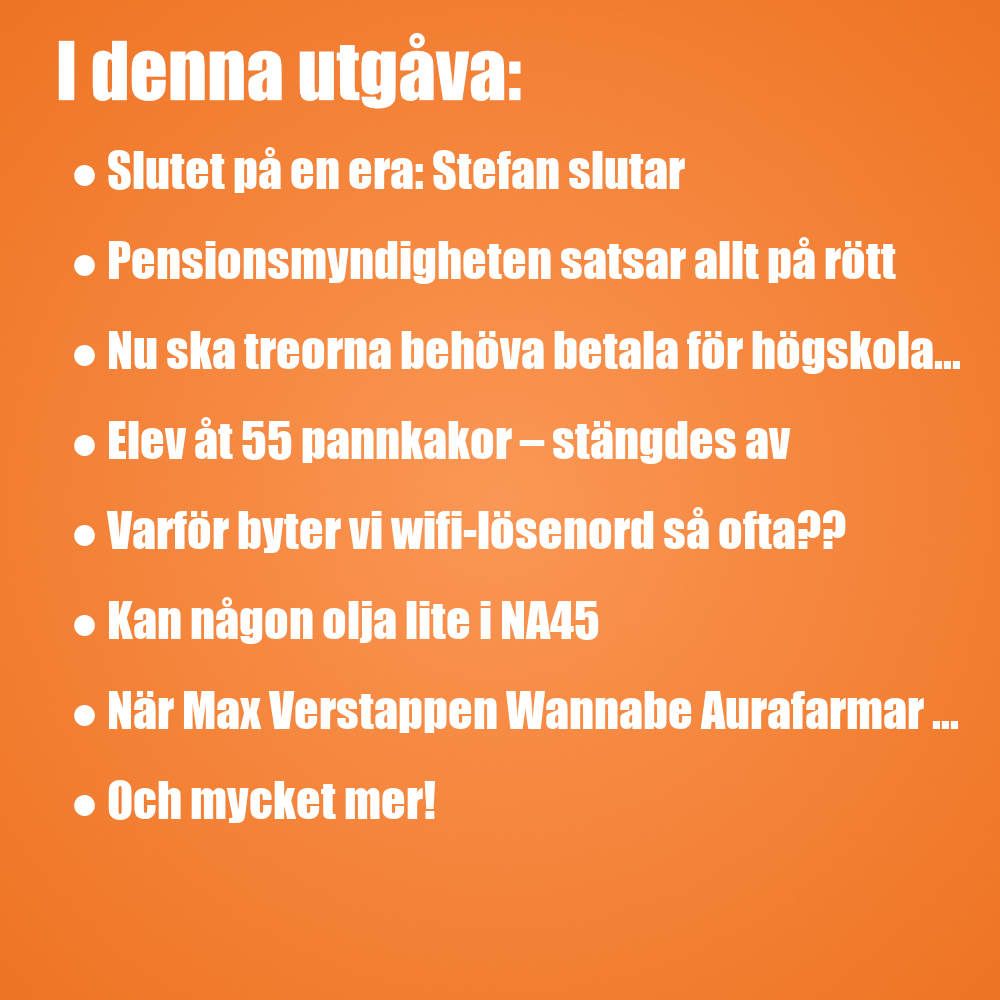 I denna utgåva:
• Slutet på en era: Stefan slutar
• Pensionsmyndigheten satsar allt på rött
• Nu ska treorna behöva betala för högskola...
• Elev åt 55 pannkakor – stängdes av
• Varför byter vi wifi-lösenord så ofta??
• Kan någon olja lite i NA45
• När Max Verstappen Wannabe Aurafarmar ...
• Och mycket mer!